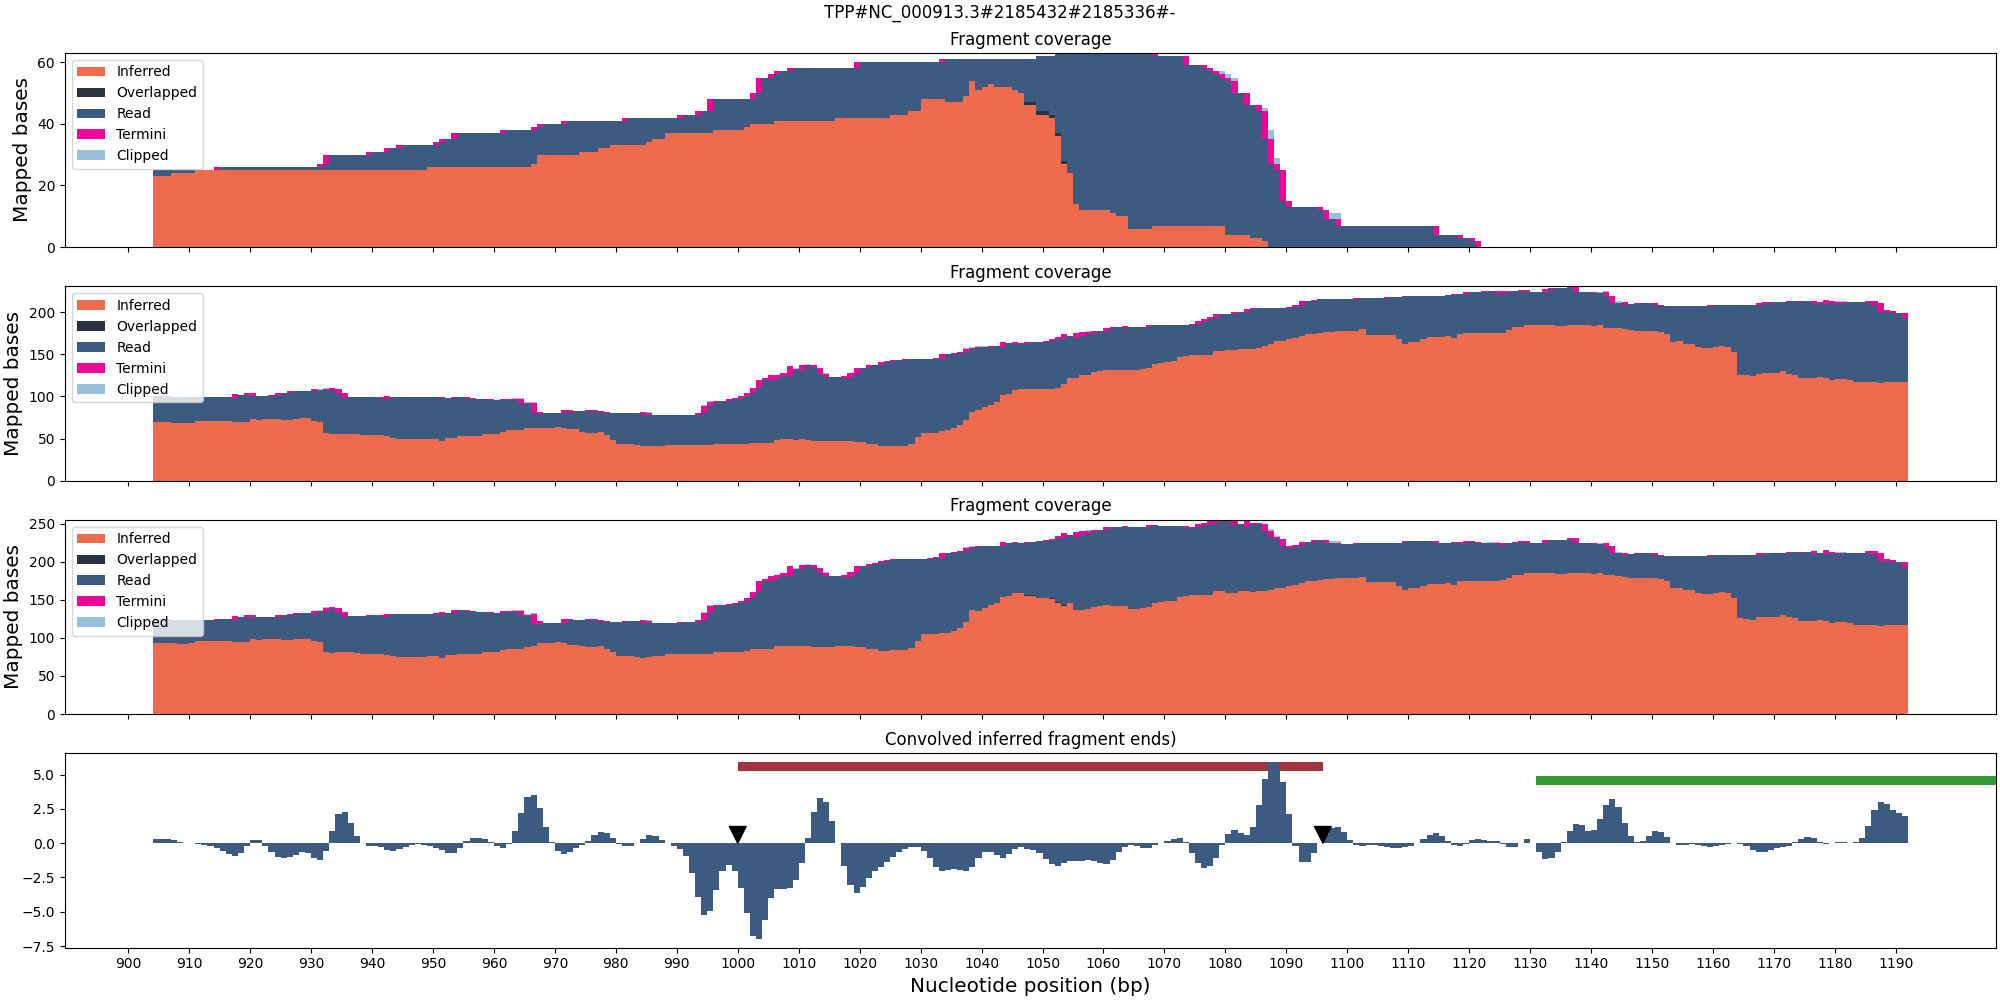 TPP#NC_000913.3#2185432#2185336#-
Fragment coverage
Mapped bases
60
40
20
0
Inferred
Overlapped
Read
Termini
Clipped
Fragment coverage
Mapped bases
200
150
100
50
0
Inferred
Overlapped
Read
Termini
Clipped
Fragment coverage
Mapped bases
250
200
150
100
50
0
Inferred
Overlapped
Read
Termini
Clipped
Convolved inferred fragment ends)
5.0
2.5
0.0
−2.5
−5.0
−7.5
900 910 920 930 940 950 960 970 980 990 1000 1010 1020 1030 1040 1050 1060 1070 1080 1090 1100 1110 1120 1130 1140 1150 1160 1170 1180 1190
Nucleotide position (bp)